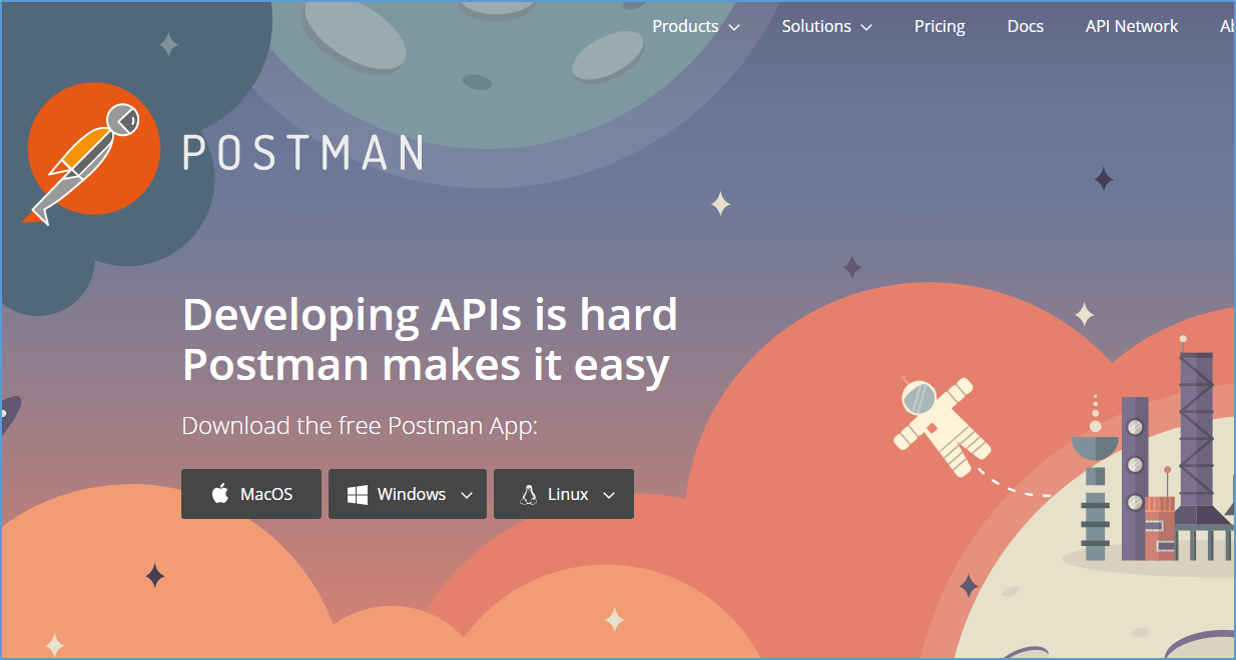 Products Solutions Pricing Docs API Network
POSTMAN
Developing APIs is hard
Postman makes it easy
Download the free Postman App:
MacOS Windows Linux